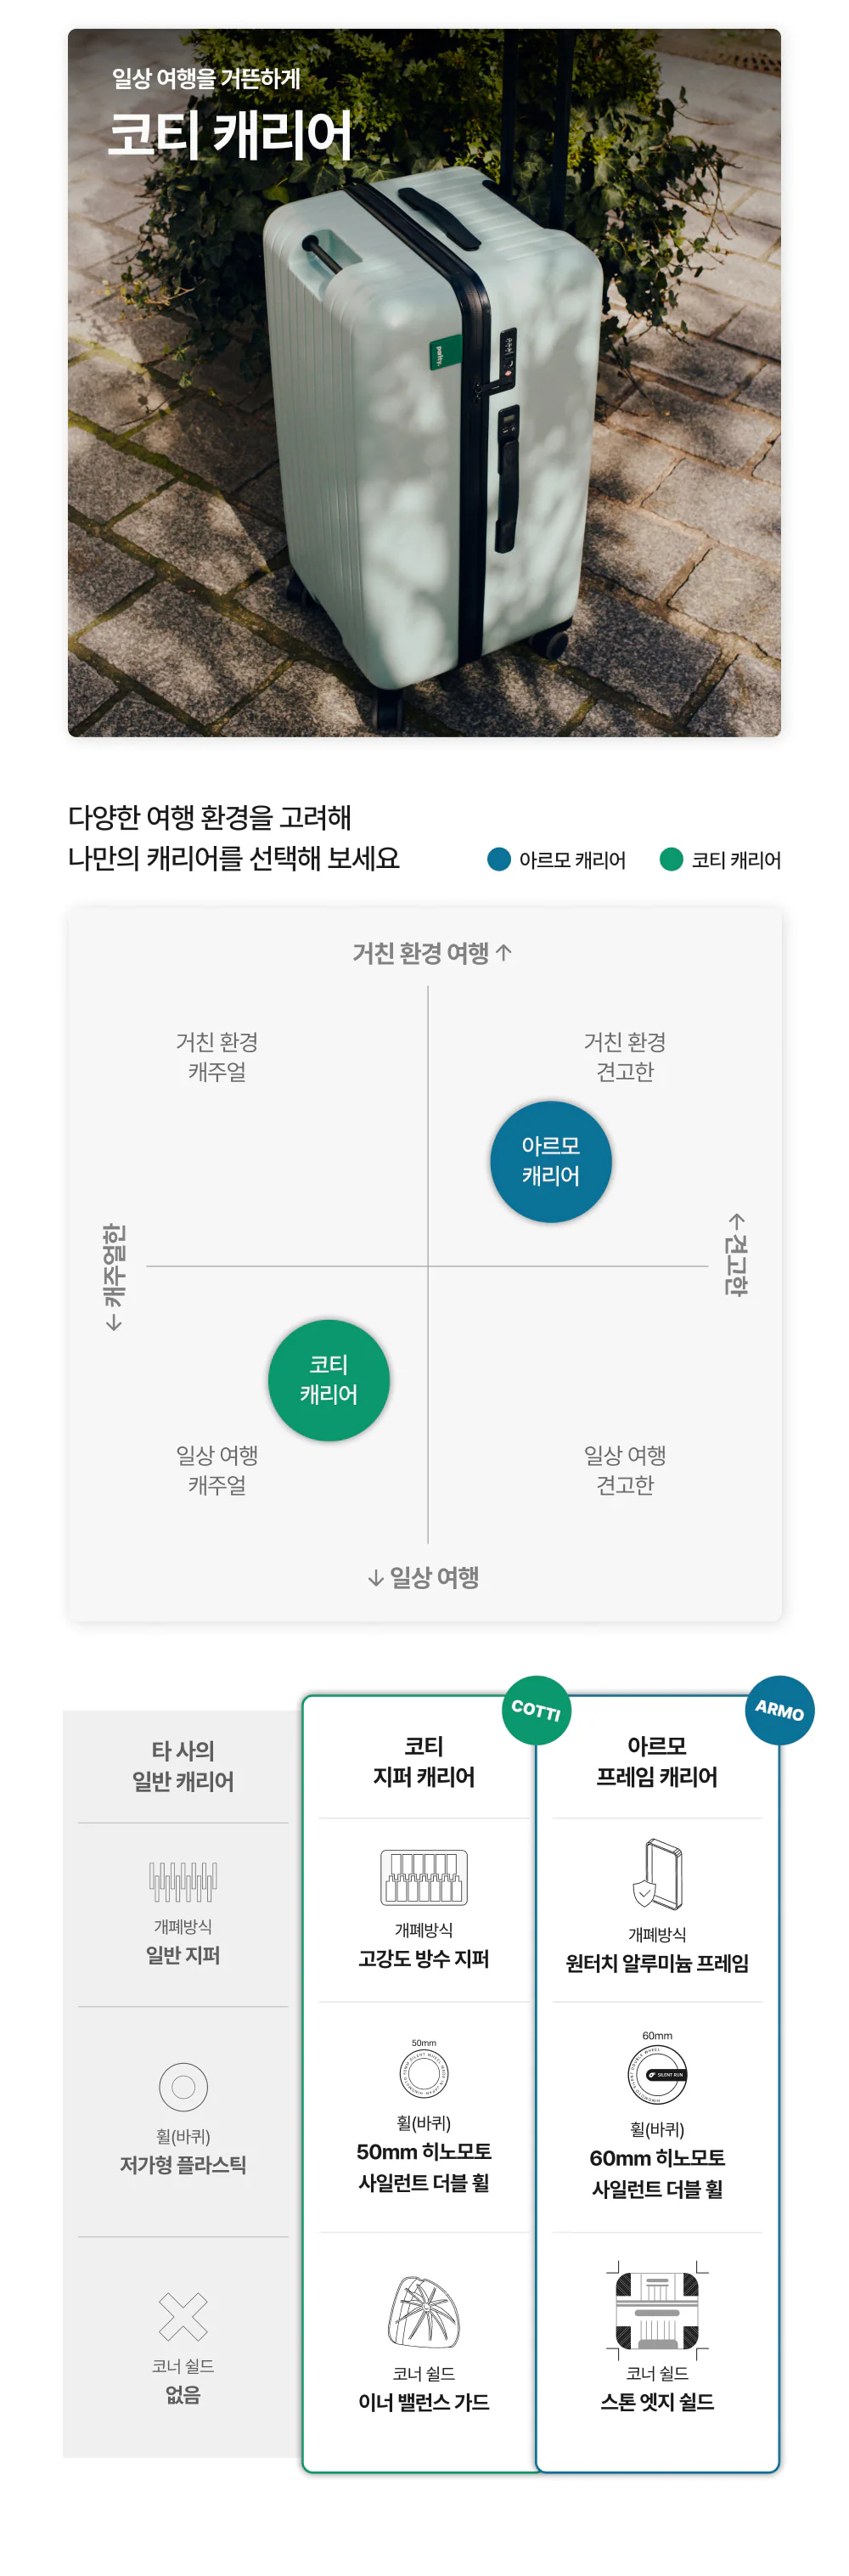 일상 여행을 거뜬하게
코티 캐리어
다양한 여행 환경을 고려해
나만의 캐리어를 선택해 보세요
아르모 캐리어
코티 캐리어
거친 환경 여행 ↑
거친 환경
캐주얼
거친 환경
견고한
아르모
캐리어
← 캐주얼한
← 견고한
코티
캐리어
일상 여행
캐주얼
일상 여행
견고한
↓ 일상 여행
COTTI
ARMO
타 사의
일반 캐리어
코티
지퍼 캐리어
아르모
프레임 캐리어
개폐방식
일반 지퍼
개폐방식
고강도 방수 지퍼
개폐방식
원터치 알루미늄 프레임
휠(바퀴)
저가형 플라스틱
50mm
휠(바퀴)
50mm 히노모토
사일런트 더블 휠
60mm
SILENT RUN
휠(바퀴)
60mm 히노모토
사일런트 더블 휠
코너 쉴드
없음
코너 쉴드
이너 밸런스 가드
코너 쉴드
스톤 엣지 쉴드